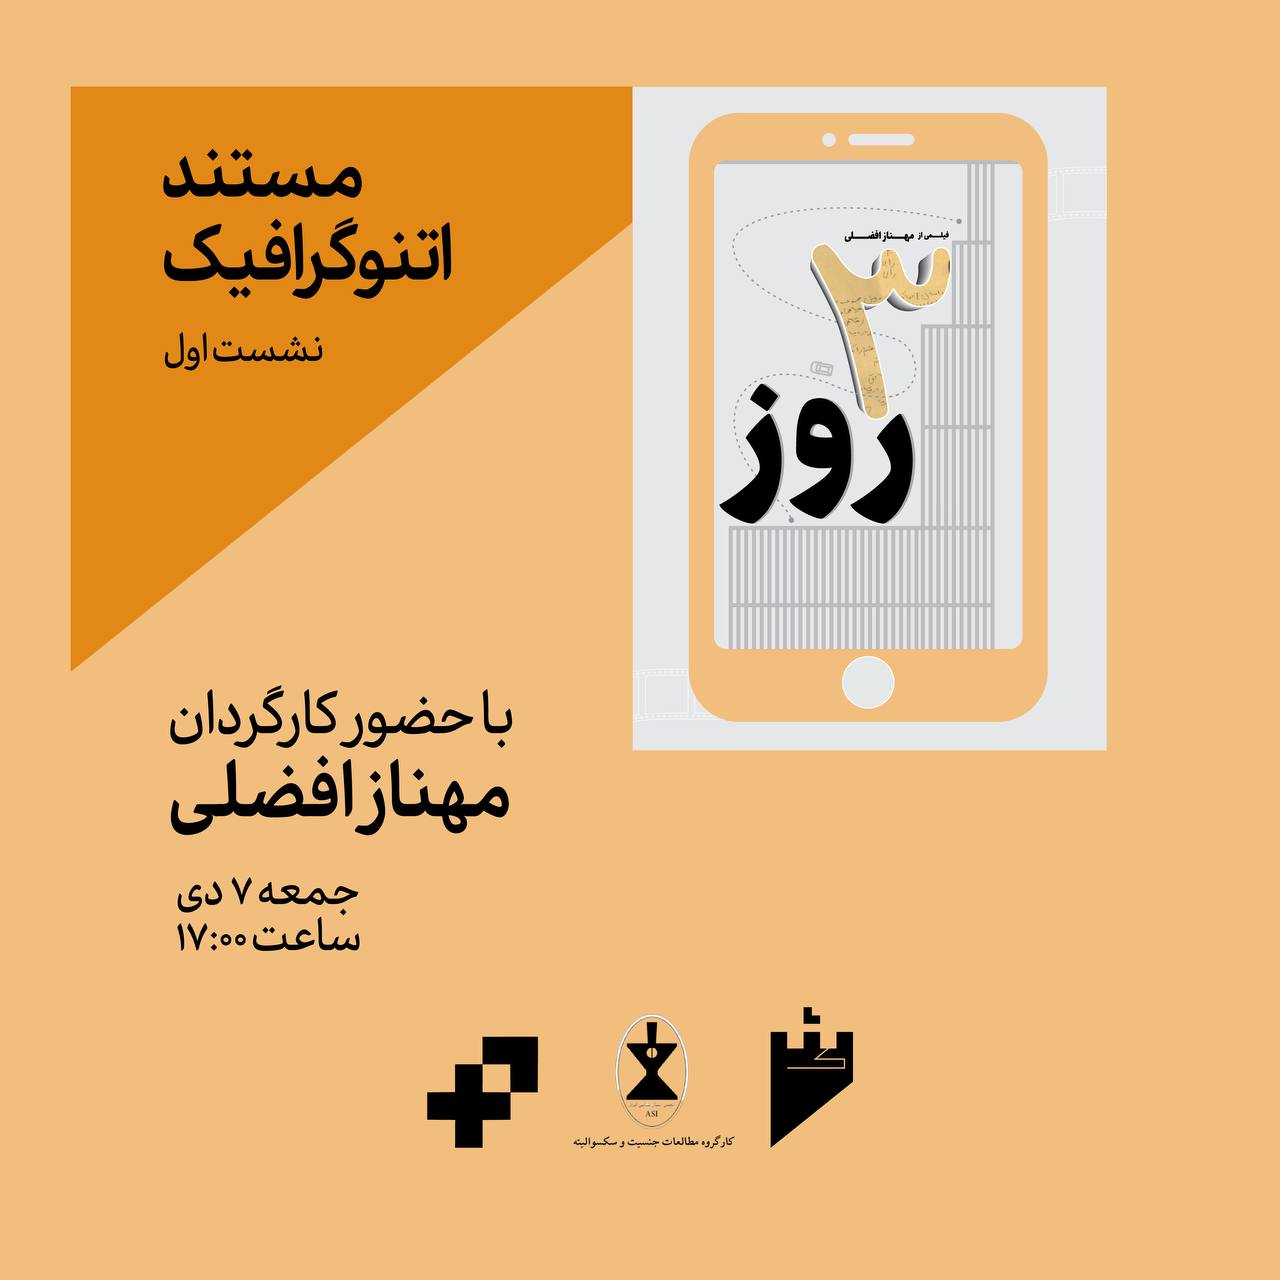 مستند
اتنوگرافیک
نشست اول
فیلمی از مهناز افضلی
۳
روز
با حضور کارگردان
مهناز افضلی
جمعه ۷ دی
ساعت ۱۷:۰۰
ASI
کارگروه مطالعات جنسیت و سکسوالیته